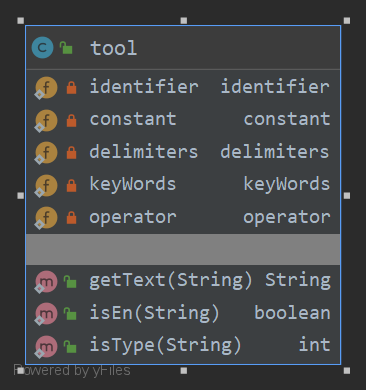 C tool
f identifier identifier
f constant constant
f delimiters delimiters
f keyWords keyWords
f operator operator
m getText(String) String
m isEn(String) boolean
m isType(String) int
Powered by yFiles